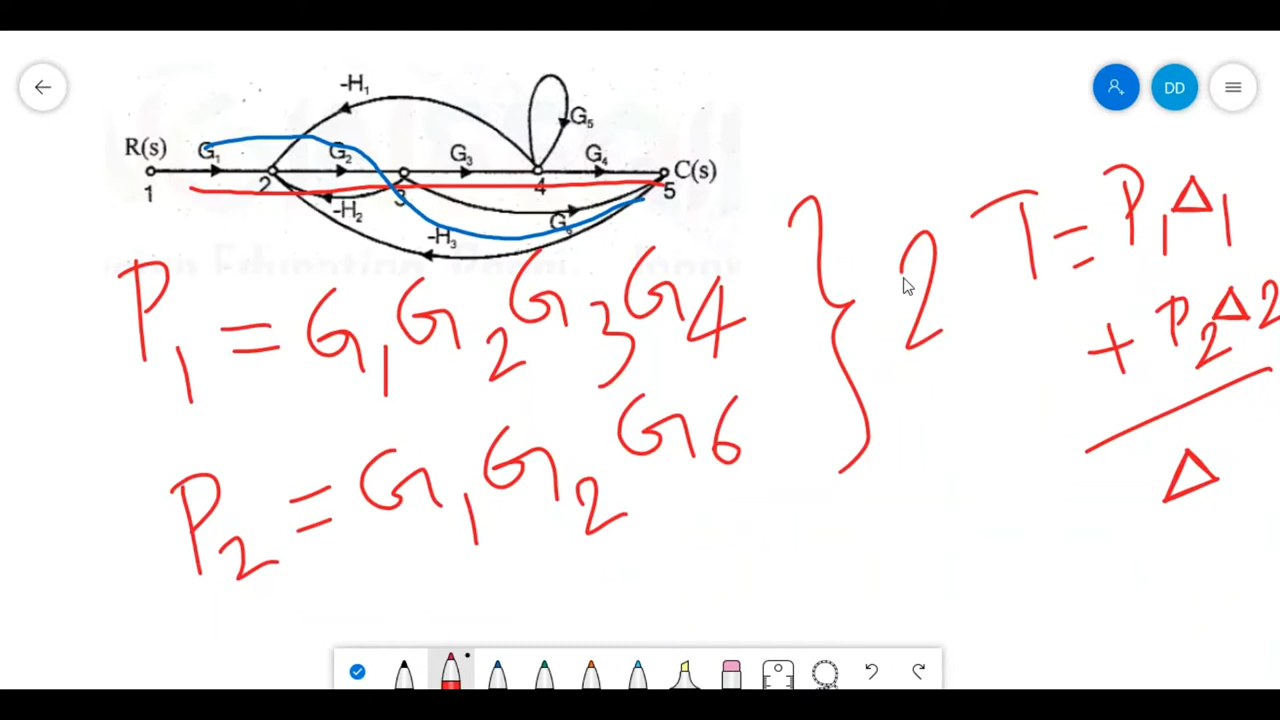 -H₁
G₅
R(s) G₁ G₂ G₃ G₄ C(s)
1 2 3 4 5
-H₂
G₆
-H₃
P₁ = G₁G₂G₃G₄
P₂ = G₁G₂G₆
} 2
T = P₁Δ₁
+ P₂Δ2
Δ
DD